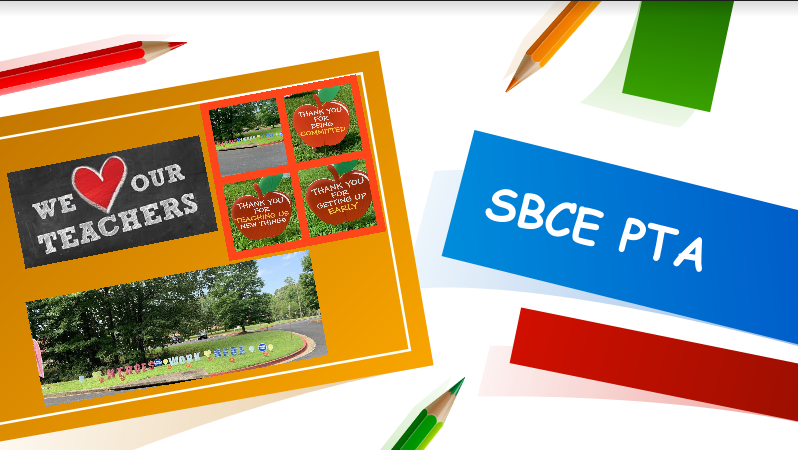 WE OUR
TEACHERS
THANK YOU
FOR
BEING
COMMITTED
THANK YOU
FOR
TEACHING US
NEW THINGS
THANK YOU
FOR
GETTING UP
EARLY
SBCE PTA